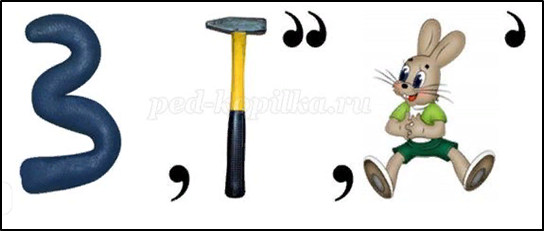 З , ” , ’
ped-kopilka.ru